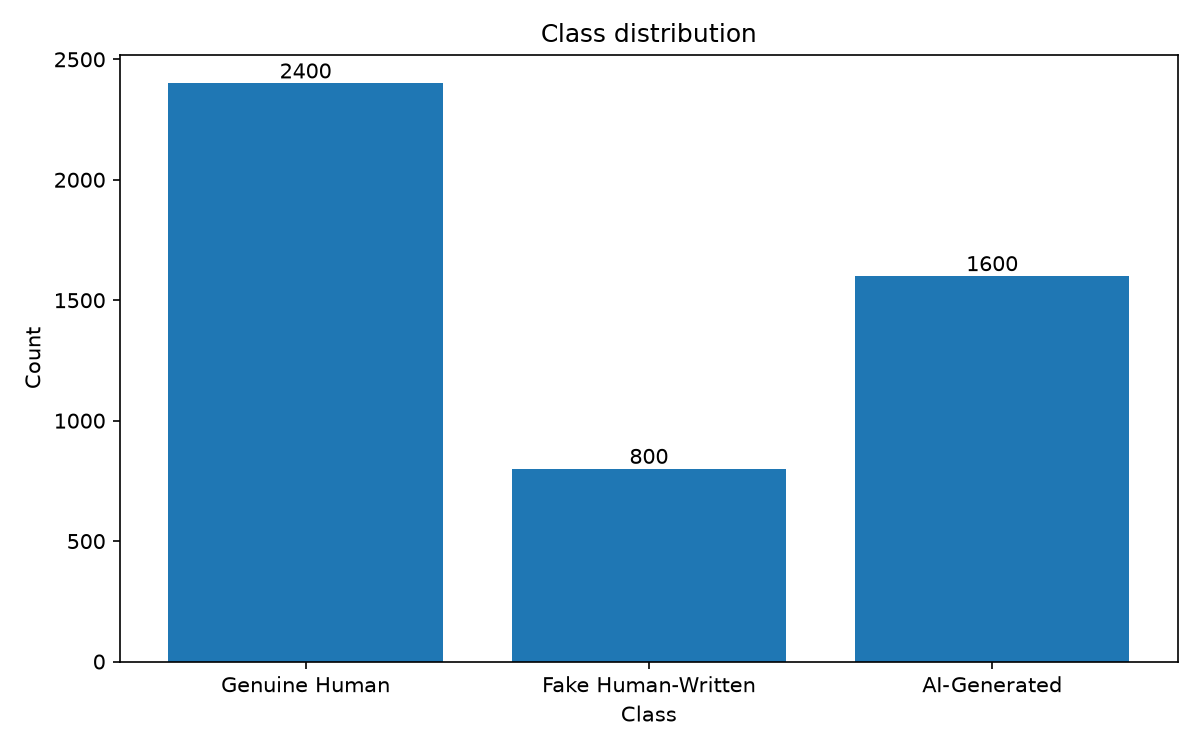 Class distribution
2500
2000
1500
1000
500
0
Count
2400
800
1600
Genuine Human
Fake Human-Written
AI-Generated
Class